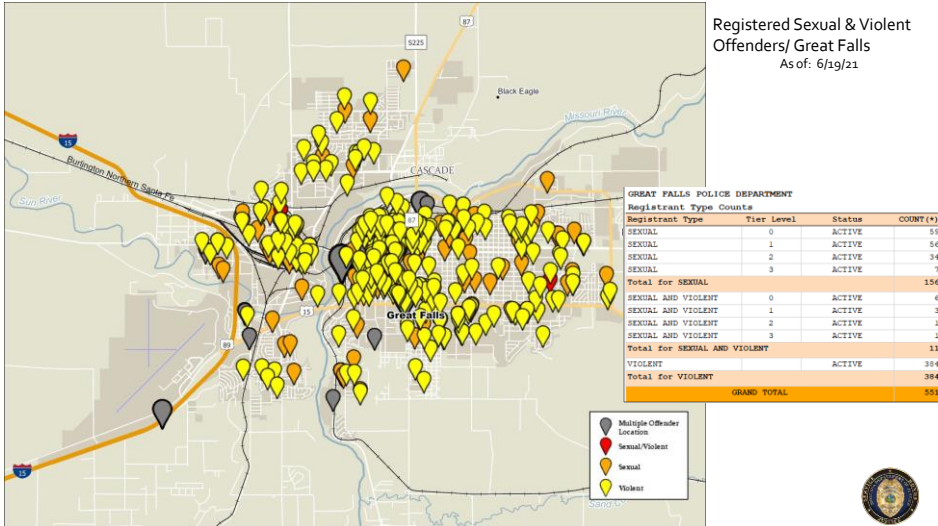 Registered Sexual & Violent
Offenders/ Great Falls
As of: 6/19/21
87
S225
Black Eagle
Missouri River
15
Burlington Northern Santa Fe
CASCADE
Sun River
87
15
Great Falls
89
15
Sand C
GREAT FALLS POLICE DEPARTMENT
Registrant Type Counts
Registrant Type Tier Level Status COUNT(*)
SEXUAL 0 ACTIVE 59
SEXUAL 1 ACTIVE 56
SEXUAL 2 ACTIVE 34
SEXUAL 3 ACTIVE 7
Total for SEXUAL 156
SEXUAL AND VIOLENT 0 ACTIVE 6
SEXUAL AND VIOLENT 1 ACTIVE 3
SEXUAL AND VIOLENT 2 ACTIVE 1
SEXUAL AND VIOLENT 3 ACTIVE 1
Total for SEXUAL AND VIOLENT 11
VIOLENT ACTIVE 384
Total for VIOLENT 384
GRAND TOTAL 551
Multiple Offender
Location
Sexual/Violent
Sexual
Violent